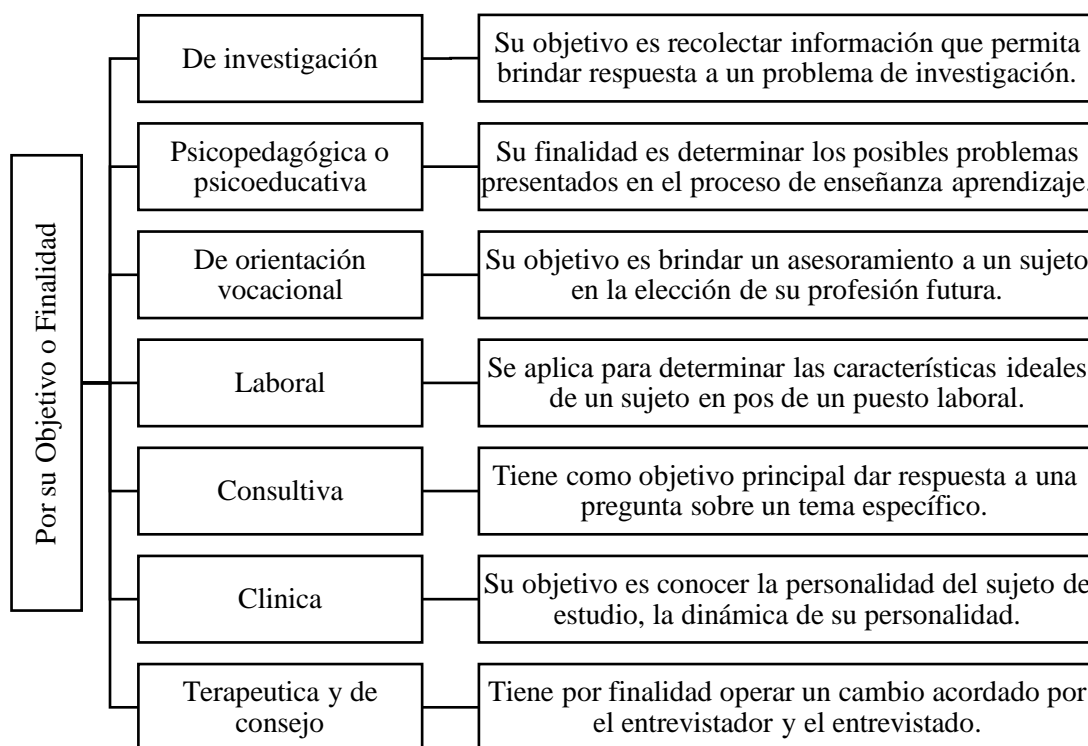 Por su Objetivo o Finalidad
De investigación
Su objetivo es recolectar información que permita
brindar respuesta a un problema de investigación.
Psicopedagógica o
psicoeducativa
Su finalidad es determinar los posibles problemas
presentados en el proceso de enseñanza aprendizaje.
De orientación
vocacional
Su objetivo es brindar un asesoramiento a un sujeto
en la elección de su profesión futura.
Laboral
Se aplica para determinar las características ideales
de un sujeto en pos de un puesto laboral.
Consultiva
Tiene como objetivo principal dar respuesta a una
pregunta sobre un tema específico.
Clinica
Su objetivo es conocer la personalidad del sujeto de
estudio, la dinámica de su personalidad.
Terapeutica y de
consejo
Tiene por finalidad operar un cambio acordado por
el entrevistador y el entrevistado.